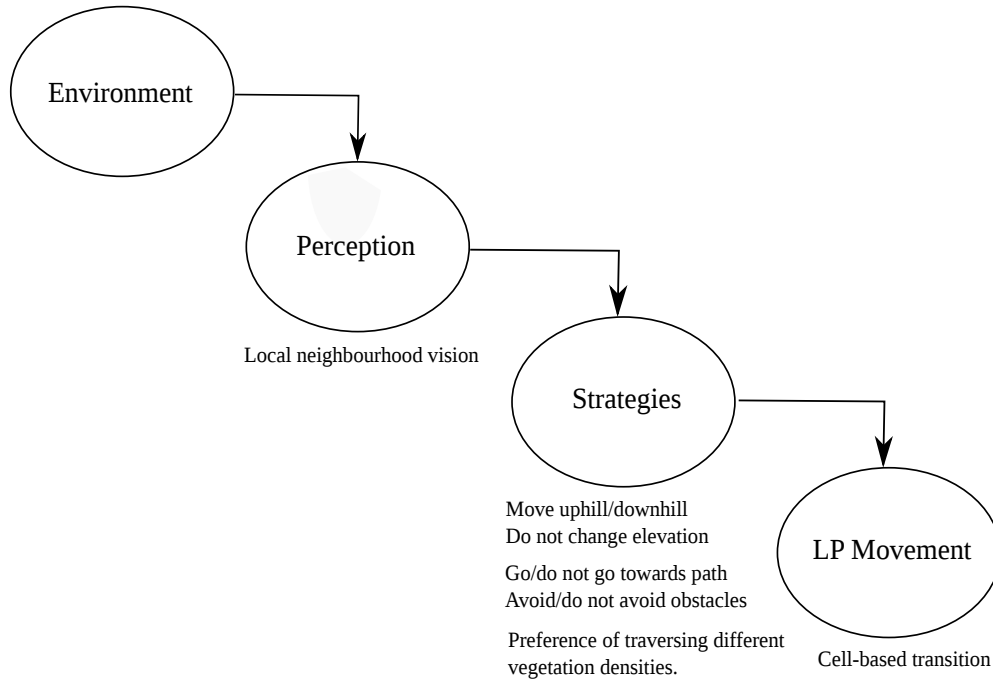 Environment
Perception
Local neighbourhood vision
Strategies
Move uphill/downhill
Do not change elevation
Go/do not go towards path
Avoid/do not avoid obstacles
Preference of traversing different
vegetation densities.
LP Movement
Cell-based transition